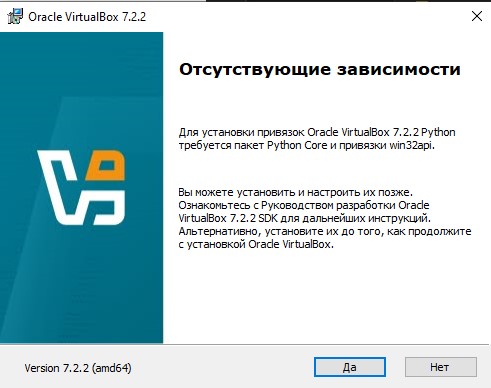 Oracle VirtualBox 7.2.2
Отсутствующие зависимости
Для установки привязок Oracle VirtualBox 7.2.2 Python
требуется пакет Python Core и привязки win32api.
Вы можете установить и настроить их позже.
Ознакомьтесь с Руководством разработки Oracle
VirtualBox 7.2.2 SDK для дальнейших инструкций.
Альтернативно, установите их до того, как продолжите
с установкой Oracle VirtualBox.
Version 7.2.2 (amd64)
Да
Нет